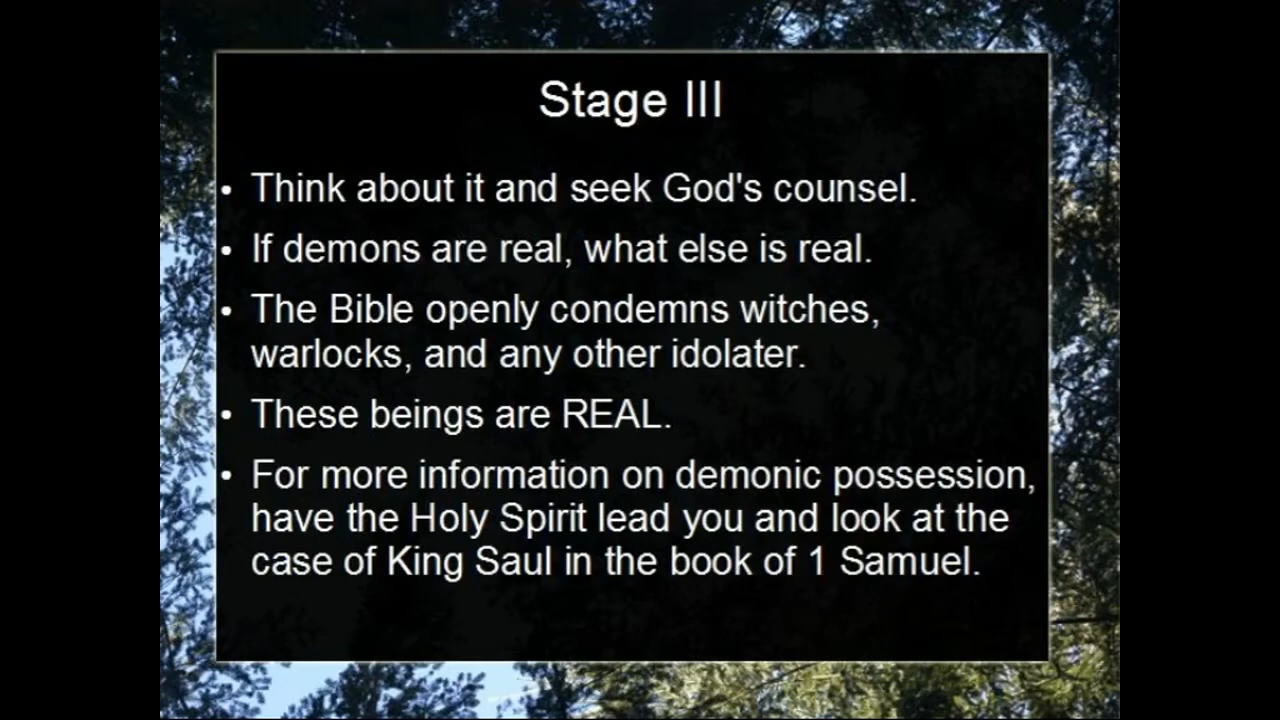 Stage III
• Think about it and seek God's counsel.
• If demons are real, what else is real.
• The Bible openly condemns witches,
warlocks, and any other idolater.
• These beings are REAL.
• For more information on demonic possession,
have the Holy Spirit lead you and look at the
case of King Saul in the book of 1 Samuel.